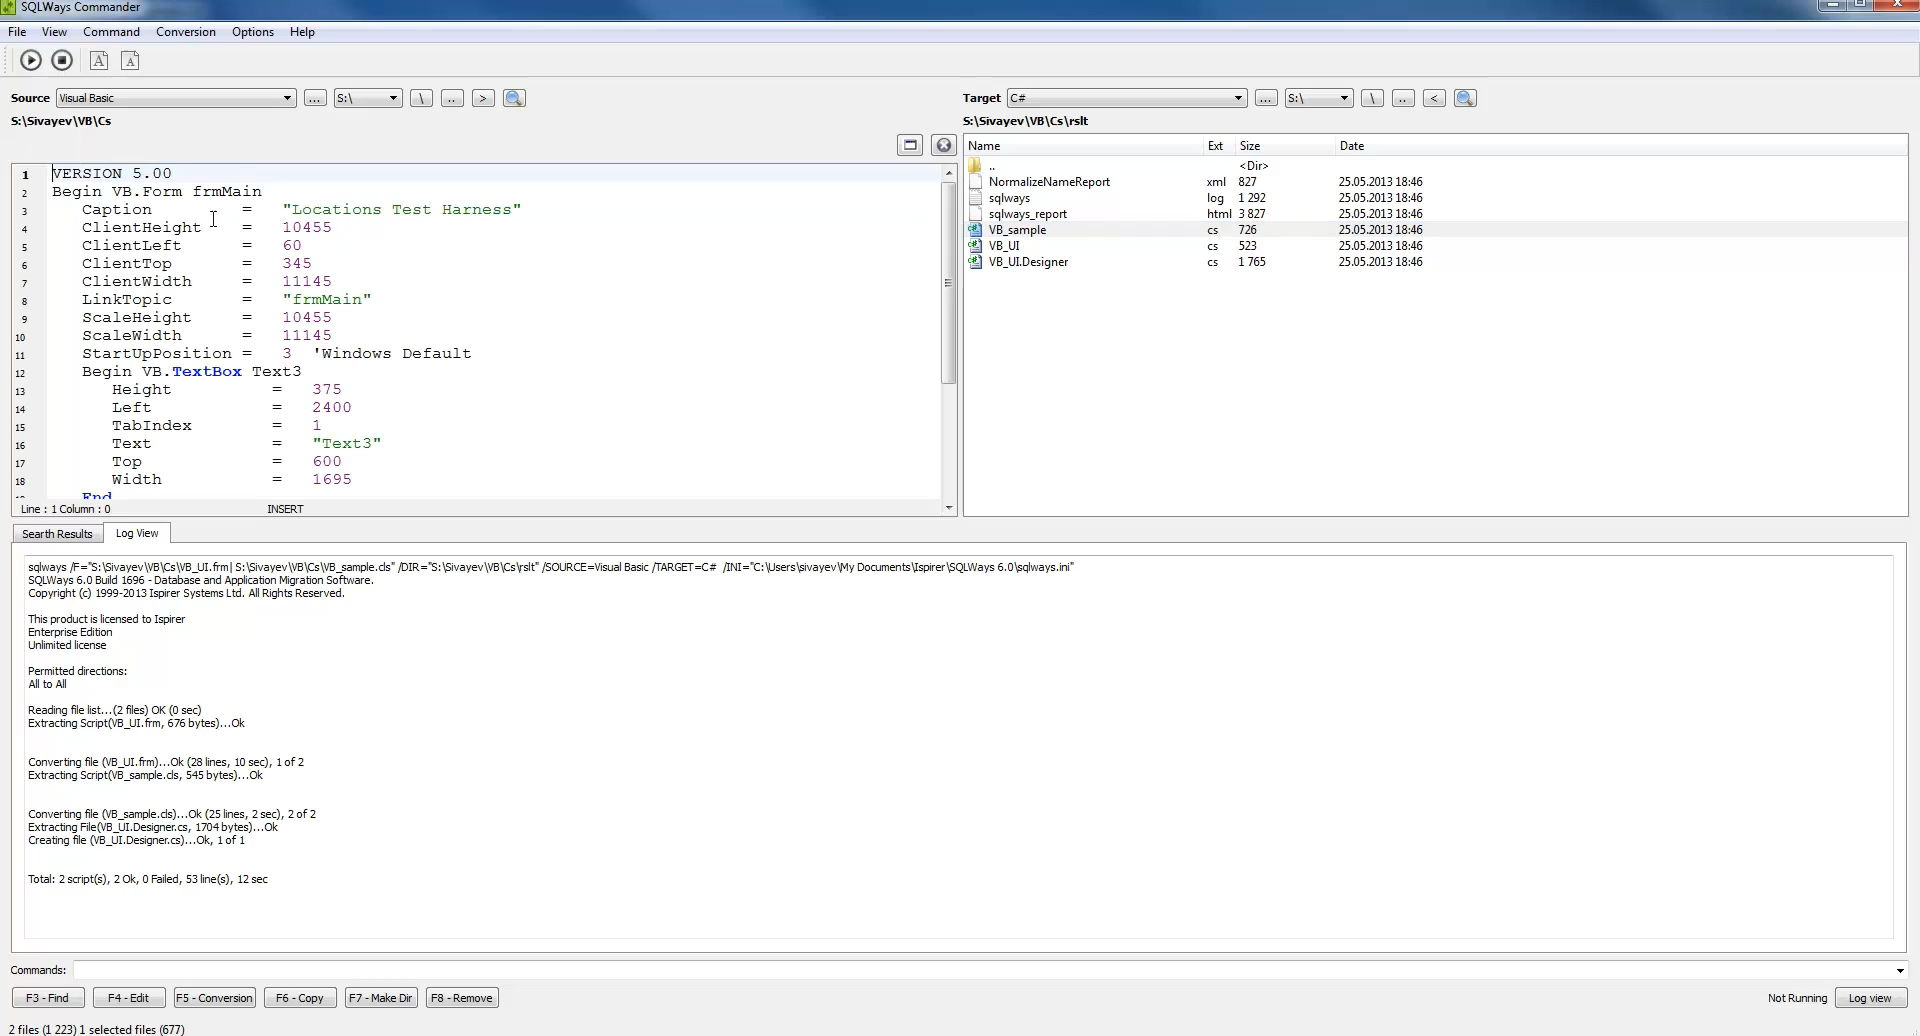 SQLWays Commander
File View Command Conversion Options Help
A A
Source Visual Basic ... S:\ \ .. >
S:\Sivayev\VB\Cs
1 VERSION 5.00
2 Begin VB.Form frmMain
3 Caption = "Locations Test Harness"
4 ClientHeight = 10455
5 ClientLeft = 60
6 ClientTop = 345
7 ClientWidth = 11145
8 LinkTopic = "frmMain"
9 ScaleHeight = 10455
10 ScaleWidth = 11145
11 StartUpPosition = 3 'Windows Default
12 Begin VB.TextBox Text3
13 Height = 375
14 Left = 2400
15 TabIndex = 1
16 Text = "Text3"
17 Top = 600
18 Width = 1695
End
Line : 1 Column : 0 INSERT
Target C# ... S:\ \ .. <
S:\Sivayev\VB\Cs\rslt
Name Ext Size Date
.. <Dir>
NormalizeNameReport xml 827 25.05.2013 18:46
sqlways log 1 292 25.05.2013 18:46
sqlways_report html 3 827 25.05.2013 18:46
VB_sample cs 726 25.05.2013 18:46
VB_UI cs 523 25.05.2013 18:46
VB_UI.Designer cs 1 765 25.05.2013 18:46
Searth Results Log View
sqlways /F="S:\Sivayev\VB\Cs\VB_UI.frm| S:\Sivayev\VB\Cs\VB_sample.cls" /DIR="S:\Sivayev\VB\Cs\rslt" /SOURCE=Visual Basic /TARGET=C# /INI="C:\Users\sivayev\My Documents\Ispirer\SQLWays 6.0\sqlways.ini"
SQLWays 6.0 Build 1696 - Database and Application Migration Software.
Copyright (c) 1999-2013 Ispirer Systems Ltd. All Rights Reserved.
This product is licensed to Ispirer
Enterprise Edition
Unlimited license
Permitted directions:
All to All
Reading file list...(2 files) OK (0 sec)
Extracting Script(VB_UI.frm, 676 bytes)...Ok
Converting file (VB_UI.frm)...Ok (28 lines, 10 sec), 1 of 2
Extracting Script(VB_sample.cls, 545 bytes)...Ok
Converting file (VB_sample.cls)...Ok (25 lines, 2 sec), 2 of 2
Extracting File(VB_UI.Designer.cs, 1704 bytes)...Ok
Creating file (VB_UI.Designer.cs)...Ok, 1 of 1
Total: 2 script(s), 2 Ok, 0 Failed, 53 line(s), 12 sec
Commands:
F3 - Find F4 - Edit F5 - Conversion F6 - Copy F7 - Make Dir F8 - Remove Not Running Log view
2 files (1 223) 1 selected files (677)